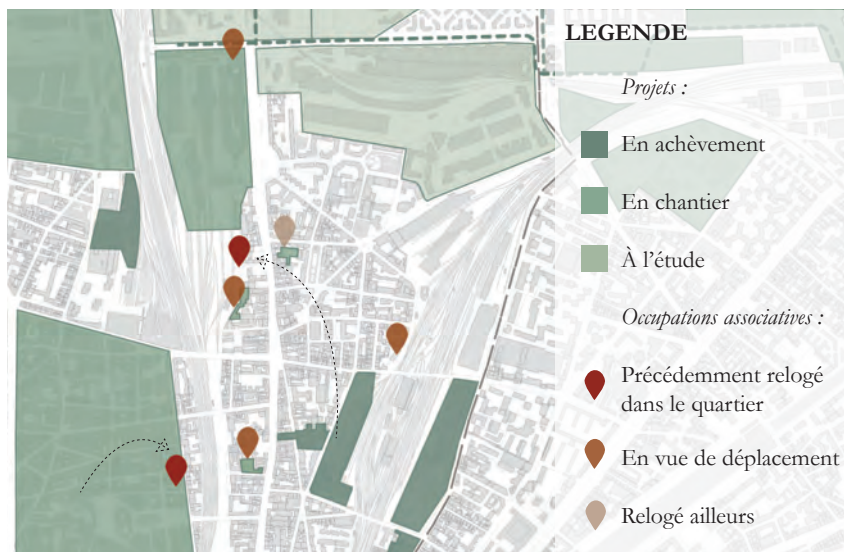 LEGENDE
Projets :
En achèvement
En chantier
À l'étude
Occupations associatives :
Précédemment relogé
dans le quartier
En vue de déplacement
Relogé ailleurs